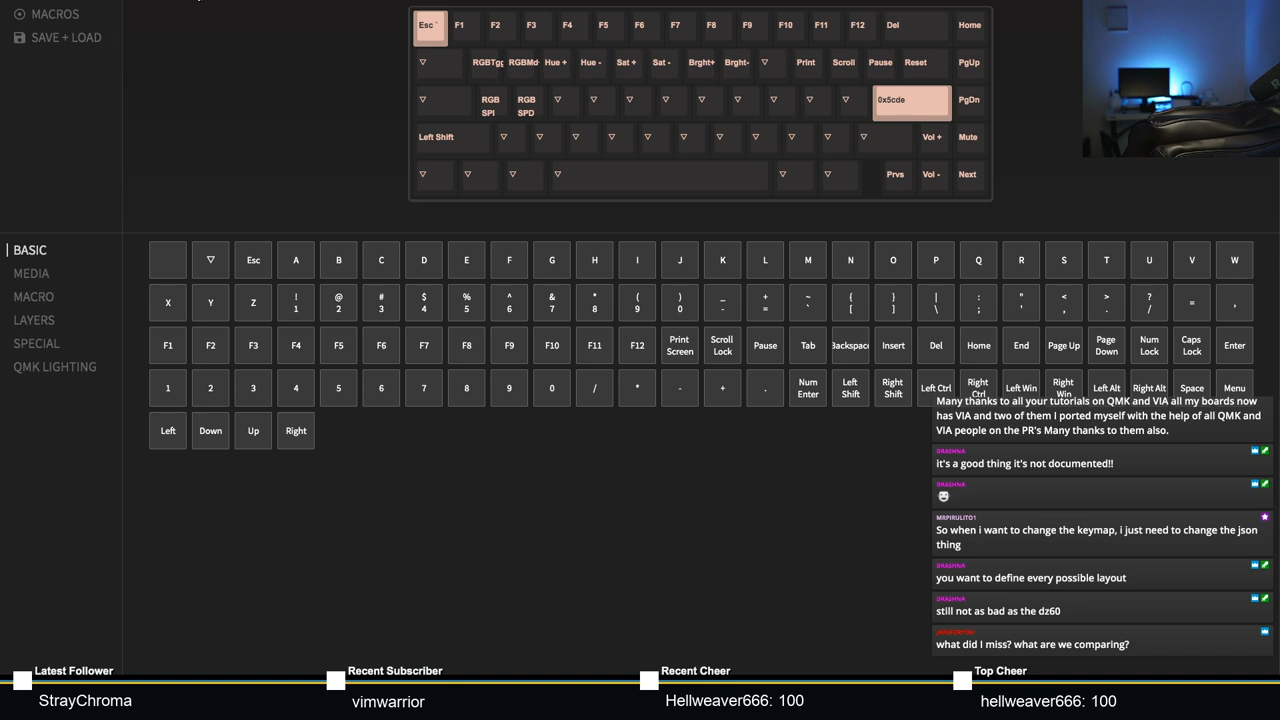 MACROS
SAVE + LOAD
Esc ` F1 F2 F3 F4 F5 F6 F7 F8 F9 F10 F11 F12 Del Home
▽ RGBTgg RGBMd Hue + Hue - Sat + Sat - Brght+ Brght- ▽ Print Scroll Pause Reset PgUp
▽ RGB SPI RGB SPD ▽ ▽ ▽ ▽ ▽ ▽ ▽ ▽ ▽ 0x5cde PgDn
Left Shift ▽ ▽ ▽ ▽ ▽ ▽ ▽ ▽ ▽ ▽ ▽ Vol + Mute
▽ ▽ ▽ ▽ ▽ ▽ Prvs Vol - Next
BASIC
MEDIA
MACRO
LAYERS
SPECIAL
QMK LIGHTING
▽ Esc A B C D E F G H I J K L M N O P Q R S T U V W
X Y Z ! 1 @ 2 # 3 $ 4 % 5 ^ 6 & 7 * 8 ( 9 ) 0 _ - + = ~ ` { [ } ] | \ : ; " ' < , > . ? / = ,
F1 F2 F3 F4 F5 F6 F7 F8 F9 F10 F11 F12 Print Screen Scroll Lock Pause Tab Backspace Insert Del Home End Page Up Page Down Num Lock Caps Lock Enter
1 2 3 4 5 6 7 8 9 0 / * - + . Num Enter Left Shift Right Shift Left Ctrl Right Ctrl Left Win Right Win Left Alt Right Alt Space Menu
Left Down Up Right
Many thanks to all your tutorials on QMK and VIA all my boards now
has VIA and two of them I ported myself with the help of all QMK and
VIA people on the PR's Many thanks to them also.
DRASHNA
it's a good thing it's not documented!!
DRASHNA
MRPIRULITO1
So when i want to change the keymap, i just need to change the json
thing
DRASHNA
you want to define every possible layout
DRASHNA
still not as bad as the dz60
what did I miss? what are we comparing?
Latest Follower
StrayChroma
Recent Subscriber
vimwarrior
Recent Cheer
Hellweaver666: 100
Top Cheer
hellweaver666: 100